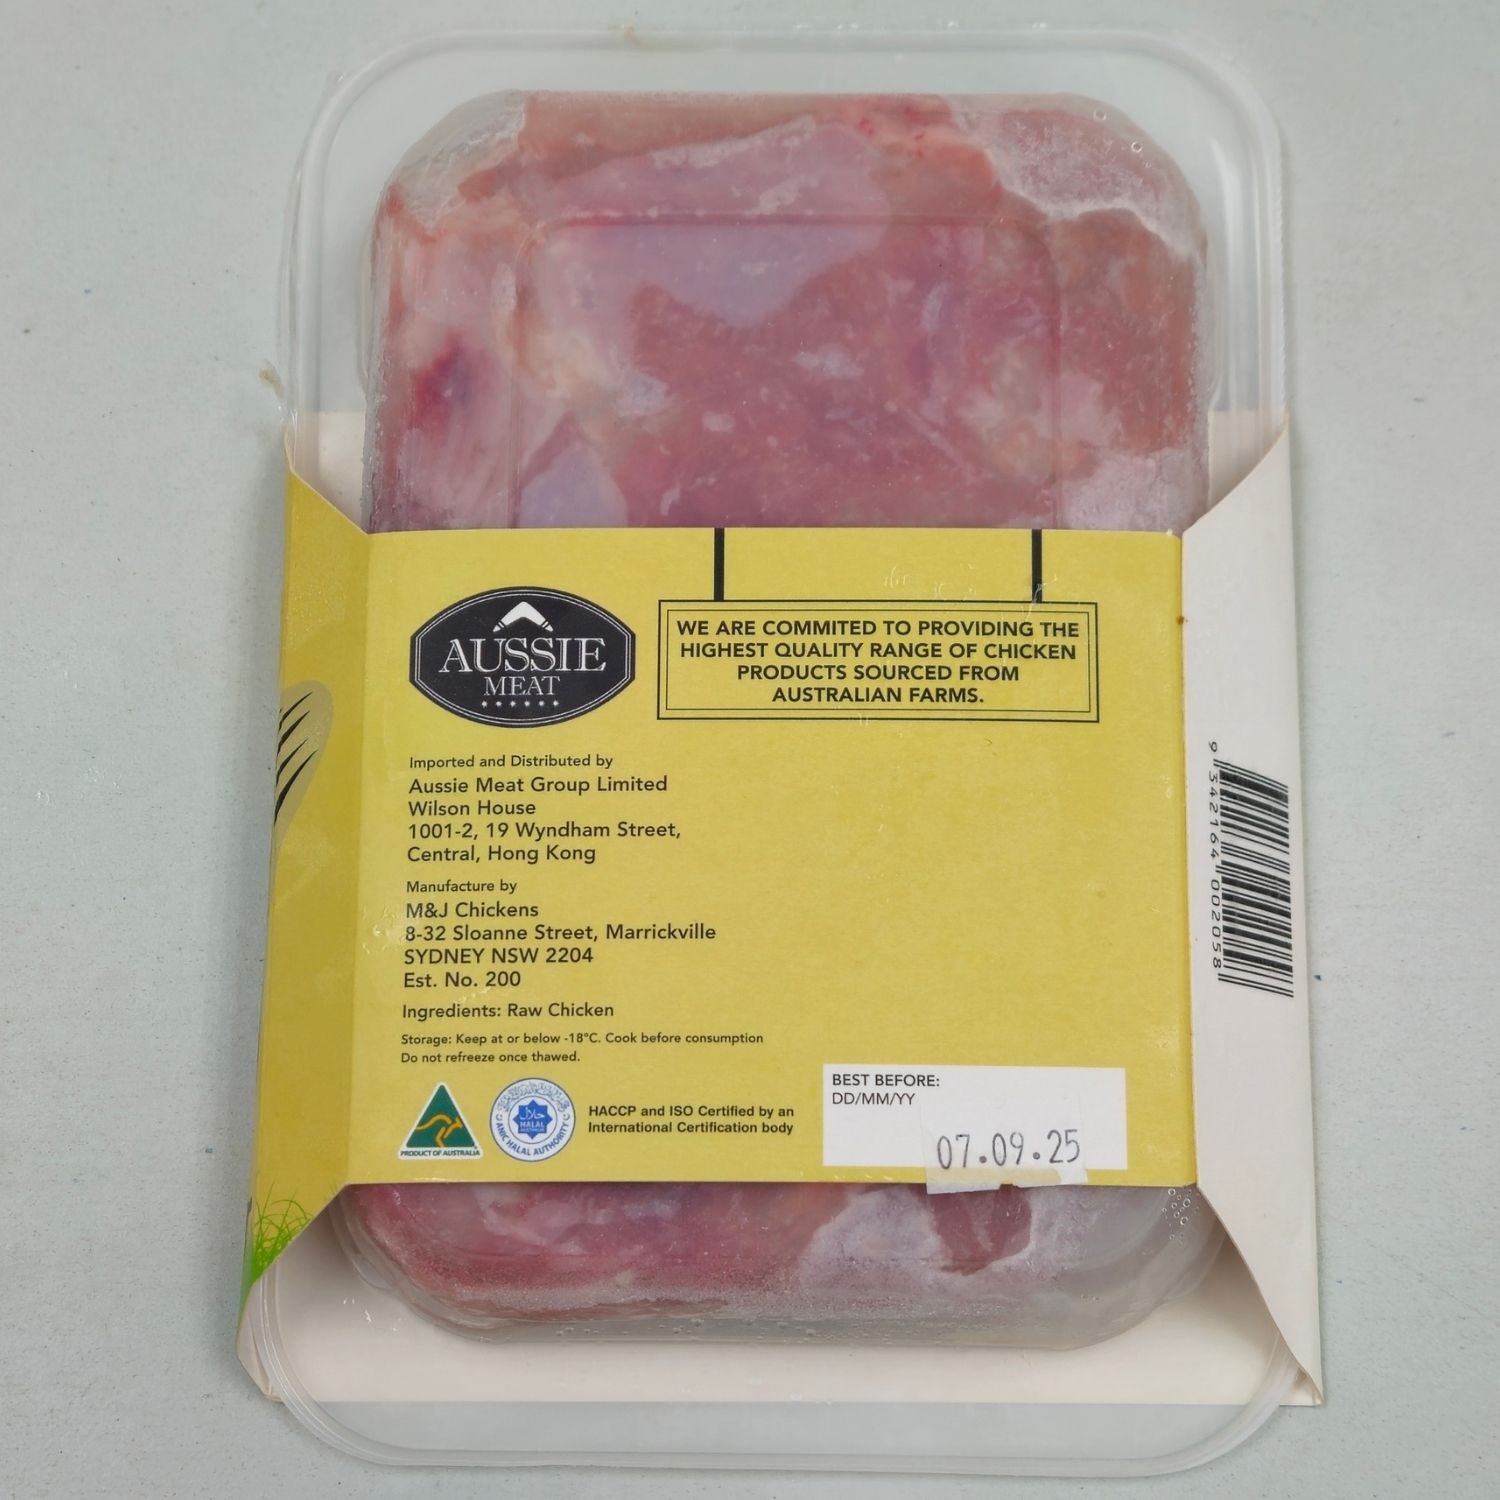 AUSSIE
MEAT
WE ARE COMMITED TO PROVIDING THE
HIGHEST QUALITY RANGE OF CHICKEN
PRODUCTS SOURCED FROM
AUSTRALIAN FARMS.
Imported and Distributed by
Aussie Meat Group Limited
Wilson House
1001-2, 19 Wyndham Street,
Central, Hong Kong
Manufacture by
M&J Chickens
8-32 Sloanne Street, Marrickville
SYDNEY NSW 2204
Est. No. 200
Ingredients: Raw Chicken
Storage: Keep at or below -18°C. Cook before consumption
Do not refreeze once thawed.
PRODUCT OF AUSTRALIA
حلال
HALAL
AUSTRALIA
HALAL AUTHORITY
HACCP and ISO Certified by an
International Certification body
BEST BEFORE:
DD/MM/YY
07.09.25
9 342164 002058